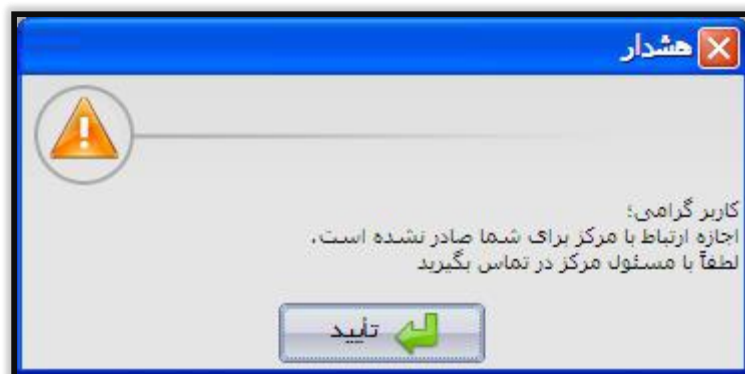 هشدار
کاربر گرامی؛
اجازه ارتباط با مرکز برای شما صادر نشده است.
لطفاً با مسئول مرکز در تماس بگیرید
تأیید